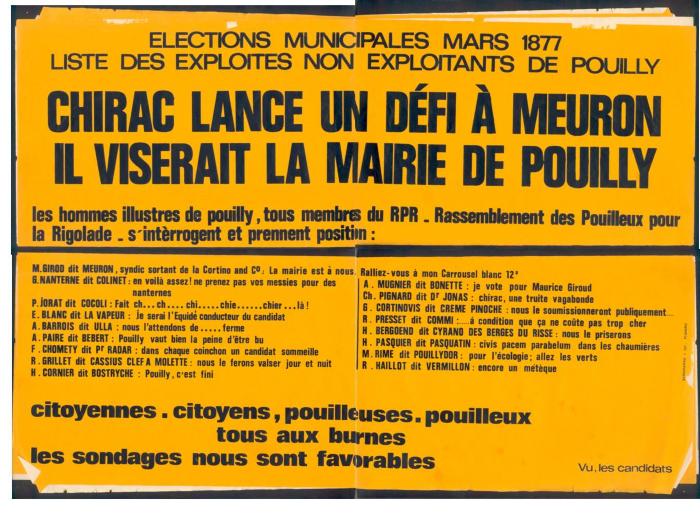 ELECTIONS MUNICIPALES MARS 1877
LISTE DES EXPLOITES NON EXPLOITANTS DE POUILLY
CHIRAC LANCE UN DÉFI À MEURON
IL VISERAIT LA MAIRIE DE POUILLY
les hommes illustres de pouilly, tous membres du RPR _ Rassemblement des Pouilleux pour
la Rigolade _ s'intèrrogent et prennent position :
M.GIROD dit MEURON, syndic sortant de la Cortino and C°: La mairie est à nous. Ralliez-vous à mon Carrousel blanc 12°
G.NANTERNE dit COLINET: en voilà assez! ne prenez pas vos messies pour des
nanternes
P.JORAT dit COCOLI : Fait ch...ch.... chi.....chie......chier ...là!
E.BLANC dit LA VAPEUR : Je serai l'Equidé conducteur du candidat
A.BARROIS dit ULLA : nous l'attendons de.....ferme
A.PAIRE dit BEBERT : Pouilly vaut bien la peine d'être bu
F.CHOMETY dit Pr RADAR : dans chaque coinchon un candidat sommeille
R.GRILLET dit CASSIUS CLEF A MOLETTE : nous le ferons valser jour et nuit
H.CORNIER dit BOSTRYCHE : Pouilly, c'est fini
A. MUGNIER dit BONETTE : je vote pour Maurice Giroud
Ch. PIGNARD dit Dr JONAS : chirac, une truite vagabonde
G. CORTINOVIS dit CREME PINOCHE : nous le soumissionneront publiquement...
R. PRESSET dit COMMI :....à condition que ça ne coûte pas trop cher
H. BERGOEND dit CYRANO DES BERGES DU RISSE : nous le priserons
H. PASQUIER dit PASQUATIN : civis pacem parabelum dans les chaumières
M. RIME dit POUILLYDOR : pour l'écologie; allez les verts
R. HAILLOT dit VERMILLON : encore un métèque
citoyennes. citoyens, pouilleuses. pouilleux
tous aux burnes
les sondages nous sont favorables
Vu, les candidats